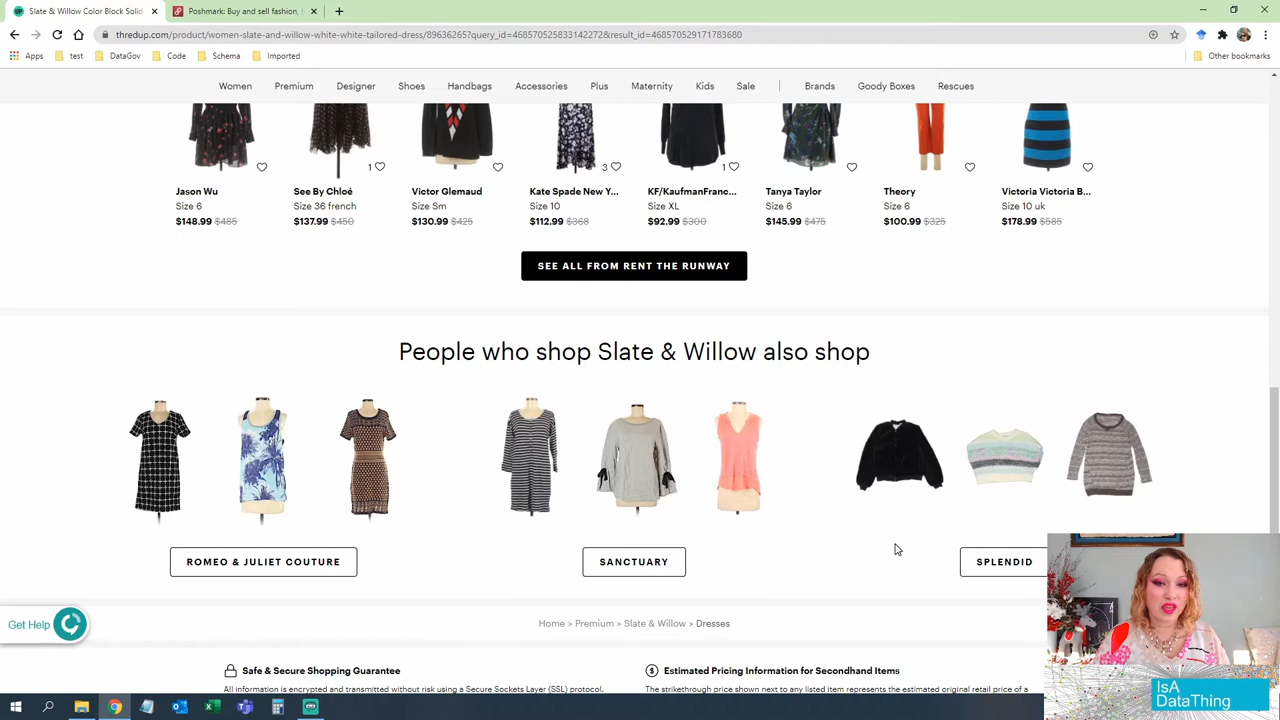 Slate & Willow Color Block Solid
Poshmark: Buy and sell fashion,
thredup.com/product/women-slate-and-willow-white-white-tailored-dress/89636265?query_id=468570525833142272&result_id=468570529171783680
Apps test DataGov Code Schema Imported Other bookmarks
Women Premium Designer Shoes Handbags Accessories Plus Maternity Kids Sale Brands Goody Boxes Rescues
1 3 1
Jason Wu See By Chloé Victor Glemaud Kate Spade New Y... KF/KaufmanFranc... Tanya Taylor Theory Victoria Victoria B...
Size 6 Size 36 french Size Sm Size 10 Size XL Size 6 Size 6 Size 10 uk
$148.99 $485 $137.99 $450 $130.99 $425 $112.99 $368 $92.99 $300 $145.99 $475 $100.99 $325 $178.99 $585
SEE ALL FROM RENT THE RUNWAY
People who shop Slate & Willow also shop
ROMEO & JULIET COUTURE SANCTUARY SPLENDID
Get Help
Home > Premium > Slate & Willow > Dresses
Safe & Secure Shopping Guarantee
All information is encrypted and transmitted without risk using a Secure Sockets Layer (SSL) protocol.
$ Estimated Pricing Information for Secondhand Items
The strikethrough price shown next to any listed item represents the estimated original retail price of a
IsA
DataThing